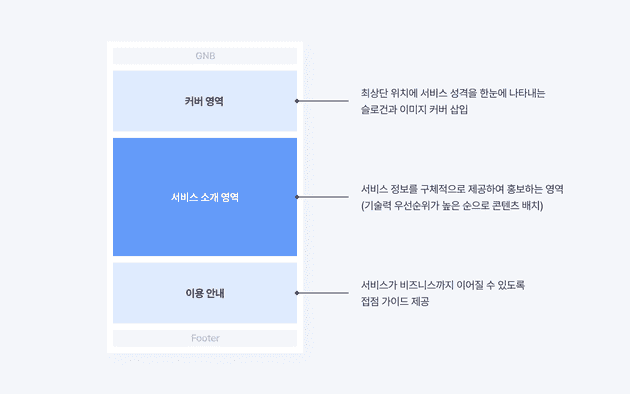 GNB
커버 영역
최상단 위치에 서비스 성격을 한눈에 나타내는
슬로건과 이미지 커버 삽입
서비스 소개 영역
서비스 정보를 구체적으로 제공하여 홍보하는 영역
(기술력 우선순위가 높은 순으로 콘텐츠 배치)
이용 안내
서비스가 비즈니스까지 이어질 수 있도록
접점 가이드 제공
Footer